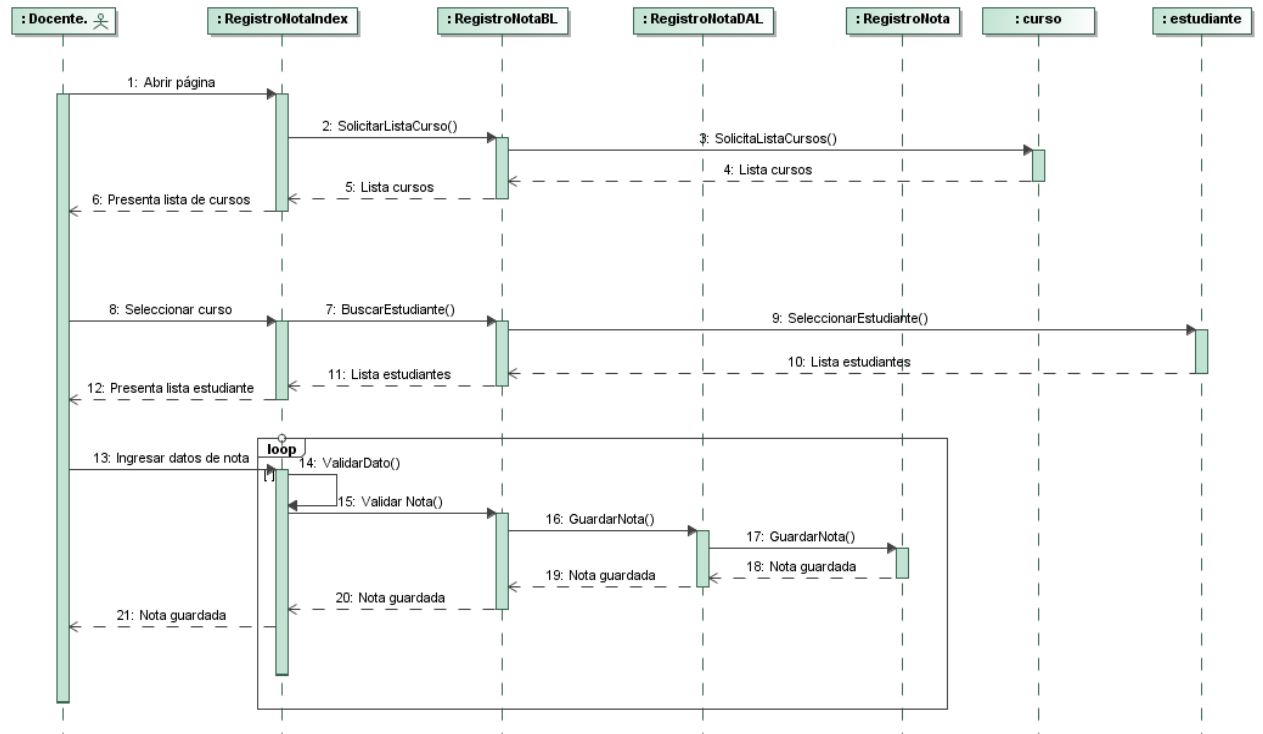 : Docente.
: RegistroNotaIndex
: RegistroNotaBL
: RegistroNotaDAL
: RegistroNota
: curso
: estudiante
1: Abrir página
2: SolicitarListaCurso()
3: SolicitaListaCursos()
4: Lista cursos
5: Lista cursos
6: Presenta lista de cursos
8: Seleccionar curso
7: BuscarEstudiante()
9: SeleccionarEstudiante()
10: Lista estudiantes
11: Lista estudiantes
12: Presenta lista estudiante
loop
13: Ingresar datos de nota
[ ]
14: ValidarDato()
15: Validar Nota()
16: GuardarNota()
17: GuardarNota()
18: Nota guardada
19: Nota guardada
20: Nota guardada
21: Nota guardada